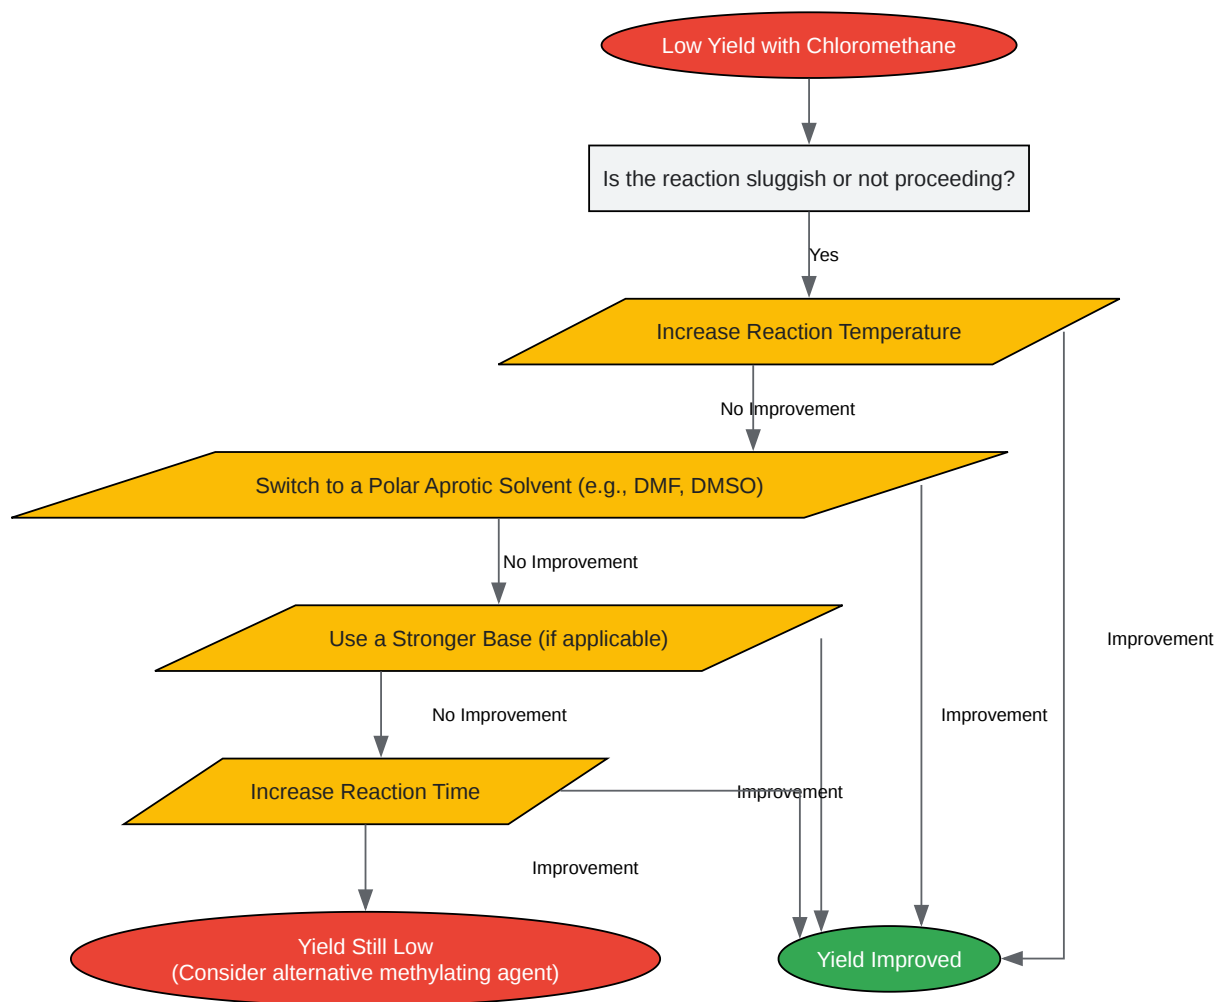 Low Yield with Chloromethane
Is the reaction sluggish or not proceeding?
Yes
Increase Reaction Temperature
No Improvement
Switch to a Polar Aprotic Solvent (e.g., DMF, DMSO)
No Improvement
Use a Stronger Base (if applicable)
Improvement
No Improvement
Improvement
Increase Reaction Time
Improvement
Improvement
Yield Still Low
(Consider alternative methylating agent)
Yield Improved